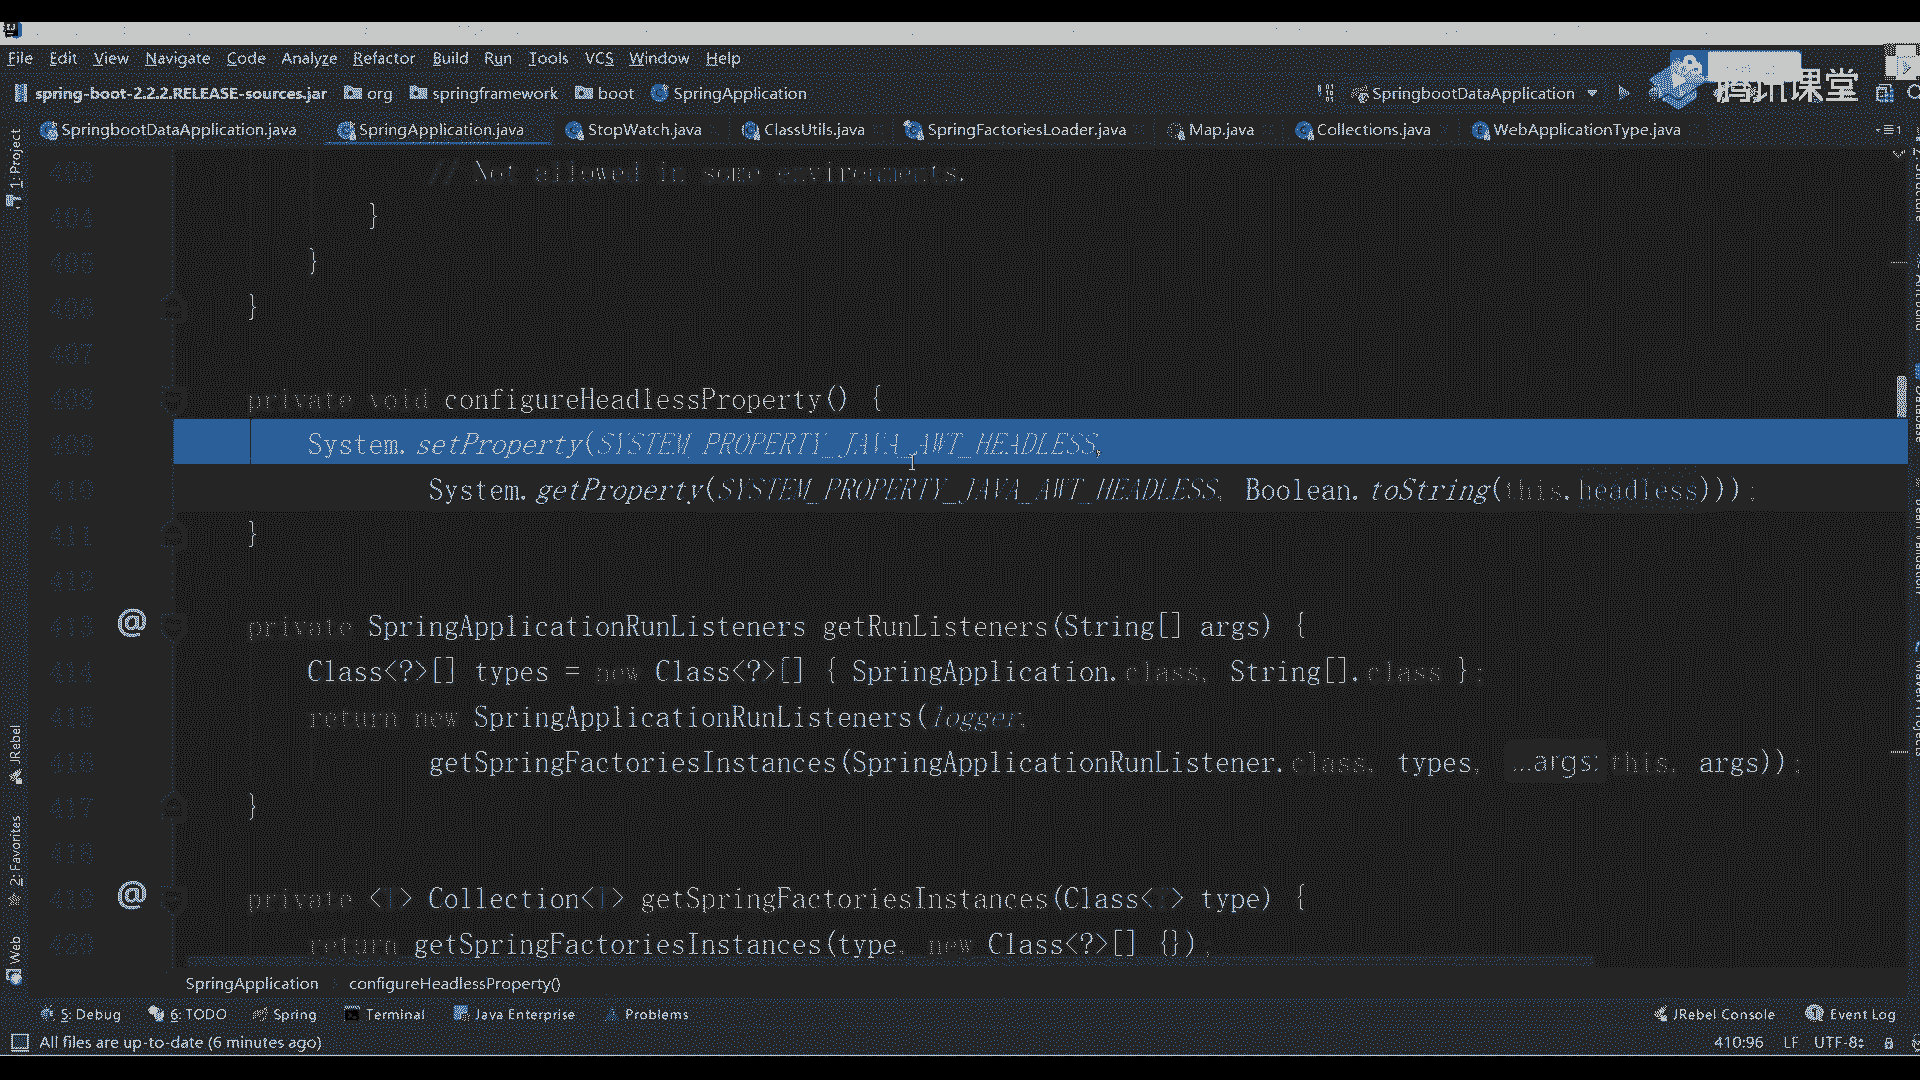 File Edit View Navigate Code Analyze Refactor Build Run Tools VCS Window Help
spring-boot-2.2.2.RELEASE-sources.jar org springframework boot SpringApplication SpringbootDataApplication
腾讯课堂
SpringbootDataApplication.java SpringApplication.java StopWatch.java ClassUtils.java SpringFactoriesLoader.java Map.java Collections.java WebApplicationType.java
1: Project
403 // Not allowed in some environments.
404 }
405 }
406 }
407
408 private void configureHeadlessProperty() {
409 System.setProperty(SYSTEM_PROPERTY_JAVA_AWT_HEADLESS,
410 System.getProperty(SYSTEM_PROPERTY_JAVA_AWT_HEADLESS, Boolean.toString(this.headless)));
411 }
412
413 @ private SpringApplicationRunListeners getRunListeners(String[] args) {
414 Class<?>[] types = new Class<?>[] { SpringApplication.class, String[].class };
415 return new SpringApplicationRunListeners(logger,
416 getSpringFactoriesInstances(SpringApplicationRunListener.class, types, ...args: this, args));
417 }
418
419 @ private <T> Collection<T> getSpringFactoriesInstances(Class<T> type) {
420 return getSpringFactoriesInstances(type, new Class<?>[] {});
JRebel
2: Favorites
Web
SpringApplication configureHeadlessProperty()
5: Debug 6: TODO Spring Terminal Java Enterprise Problems JRebel Console Event Log
All files are up-to-date (6 minutes ago) 410:96 LF UTF-8